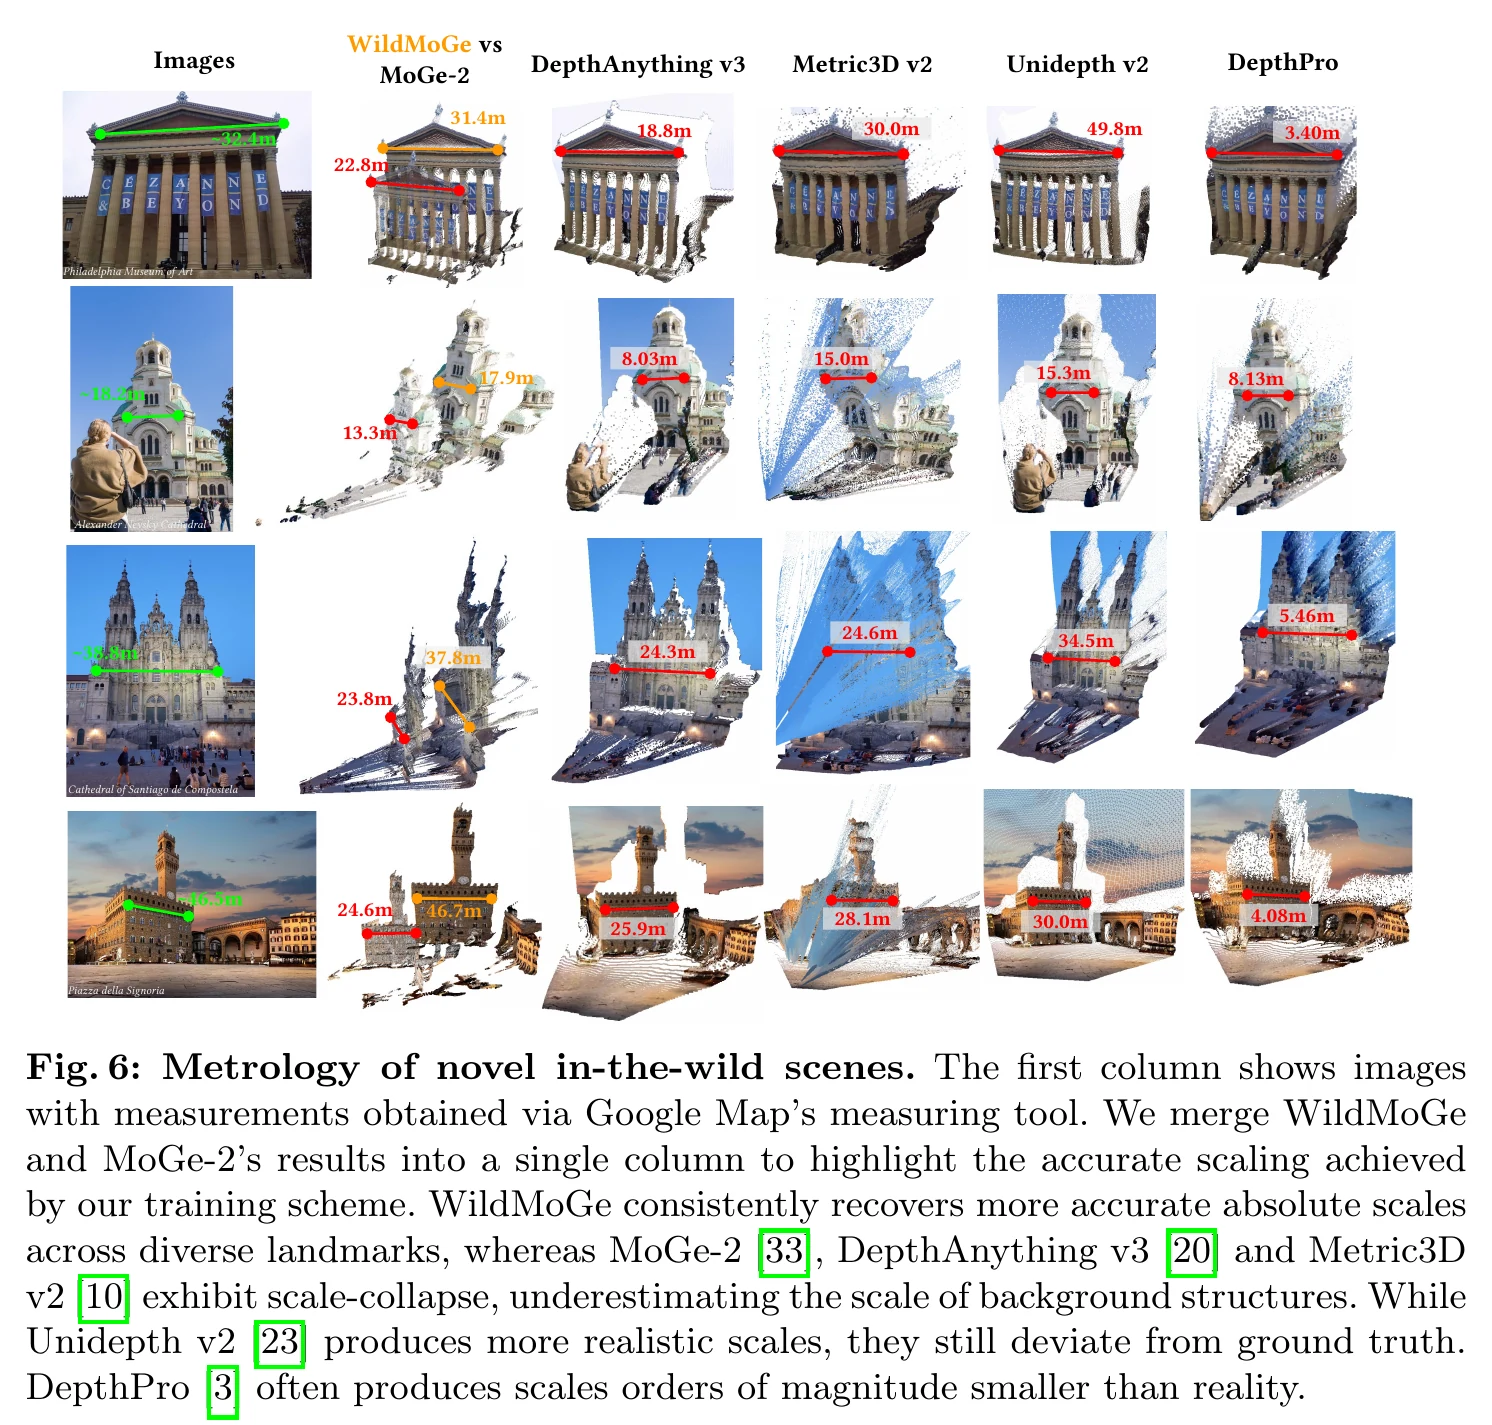 Images
WildMoGe vs
MoGe-2
DepthAnything v3
Metric3D v2
Unidepth v2
DepthPro
~32.4m
C É Z A N N E
& B E Y O N D
Philadelphia Museum of Art
31.4m
22.8m
18.8m
30.0m
49.8m
3.40m
~18.2m
Alexander Nevsky Cathedral
17.9m
13.3m
8.03m
15.0m
15.3m
8.13m
Cathedral of Santiago de Compostela
37.8m
23.8m
24.3m
24.6m
34.5m
5.46m
Piazza della Signoria
24.6m
46.7m
25.9m
28.1m
30.0m
4.08m
Fig. 6: Metrology of novel in-the-wild scenes. The first column shows images
with measurements obtained via Google Map's measuring tool. We merge WildMoGe
and MoGe-2's results into a single column to highlight the accurate scaling achieved
by our training scheme. WildMoGe consistently recovers more accurate absolute scales
across diverse landmarks, whereas MoGe-2 [33], DepthAnything v3 [20] and Metric3D
v2 [10] exhibit scale-collapse, underestimating the scale of background structures. While
Unidepth v2 [23] produces more realistic scales, they still deviate from ground truth.
DepthPro [3] often produces scales orders of magnitude smaller than reality.